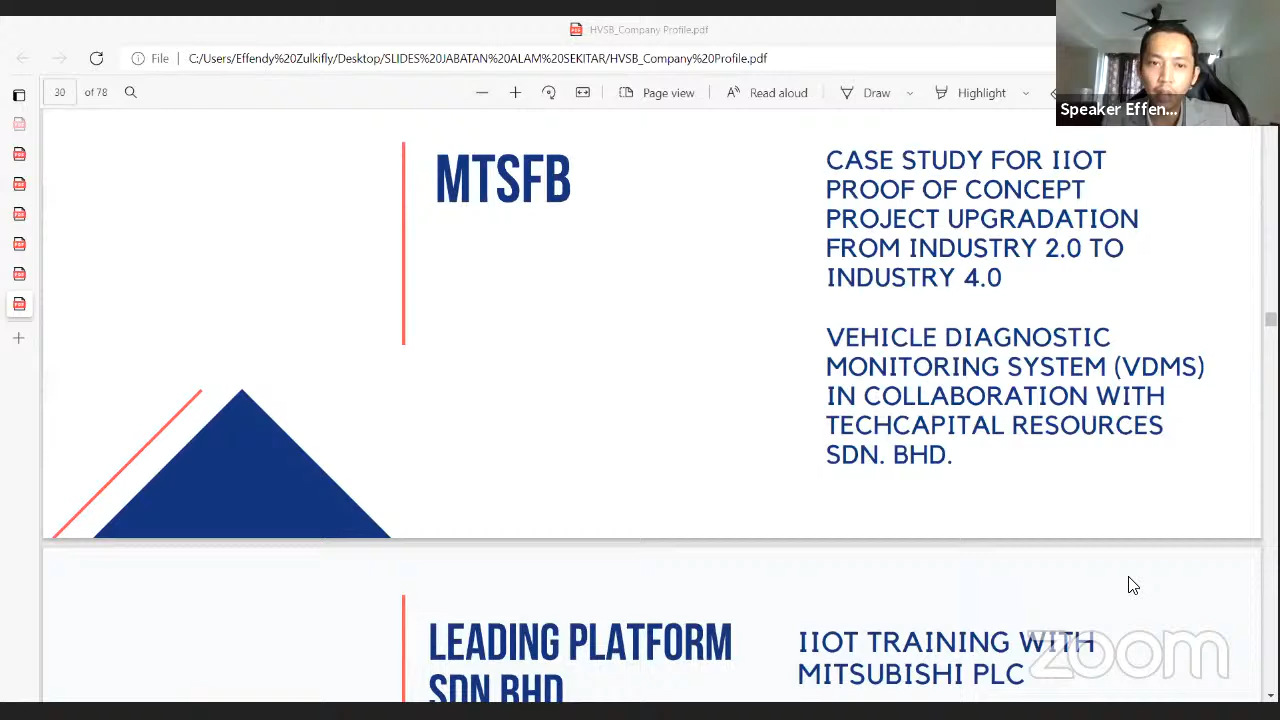 HVSB_Company Profile.pdf
File
C:/Users/Effendy%20Zulkifly/Desktop/SLIDES%20JABATAN%20ALAM%20SEKITAR/HVSB_Company%20Profile.pdf
30 of 78
Page view
Read aloud
Draw
Highlight
Speaker Effen...
MTSFB
CASE STUDY FOR IIOT
PROOF OF CONCEPT
PROJECT UPGRADATION
FROM INDUSTRY 2.0 TO
INDUSTRY 4.0
VEHICLE DIAGNOSTIC
MONITORING SYSTEM (VDMS)
IN COLLABORATION WITH
TECHCAPITAL RESOURCES
SDN. BHD.
LEADING PLATFORM
SDN BHD
IIOT TRAINING WITH
MITSUBISHI PLC
zoom